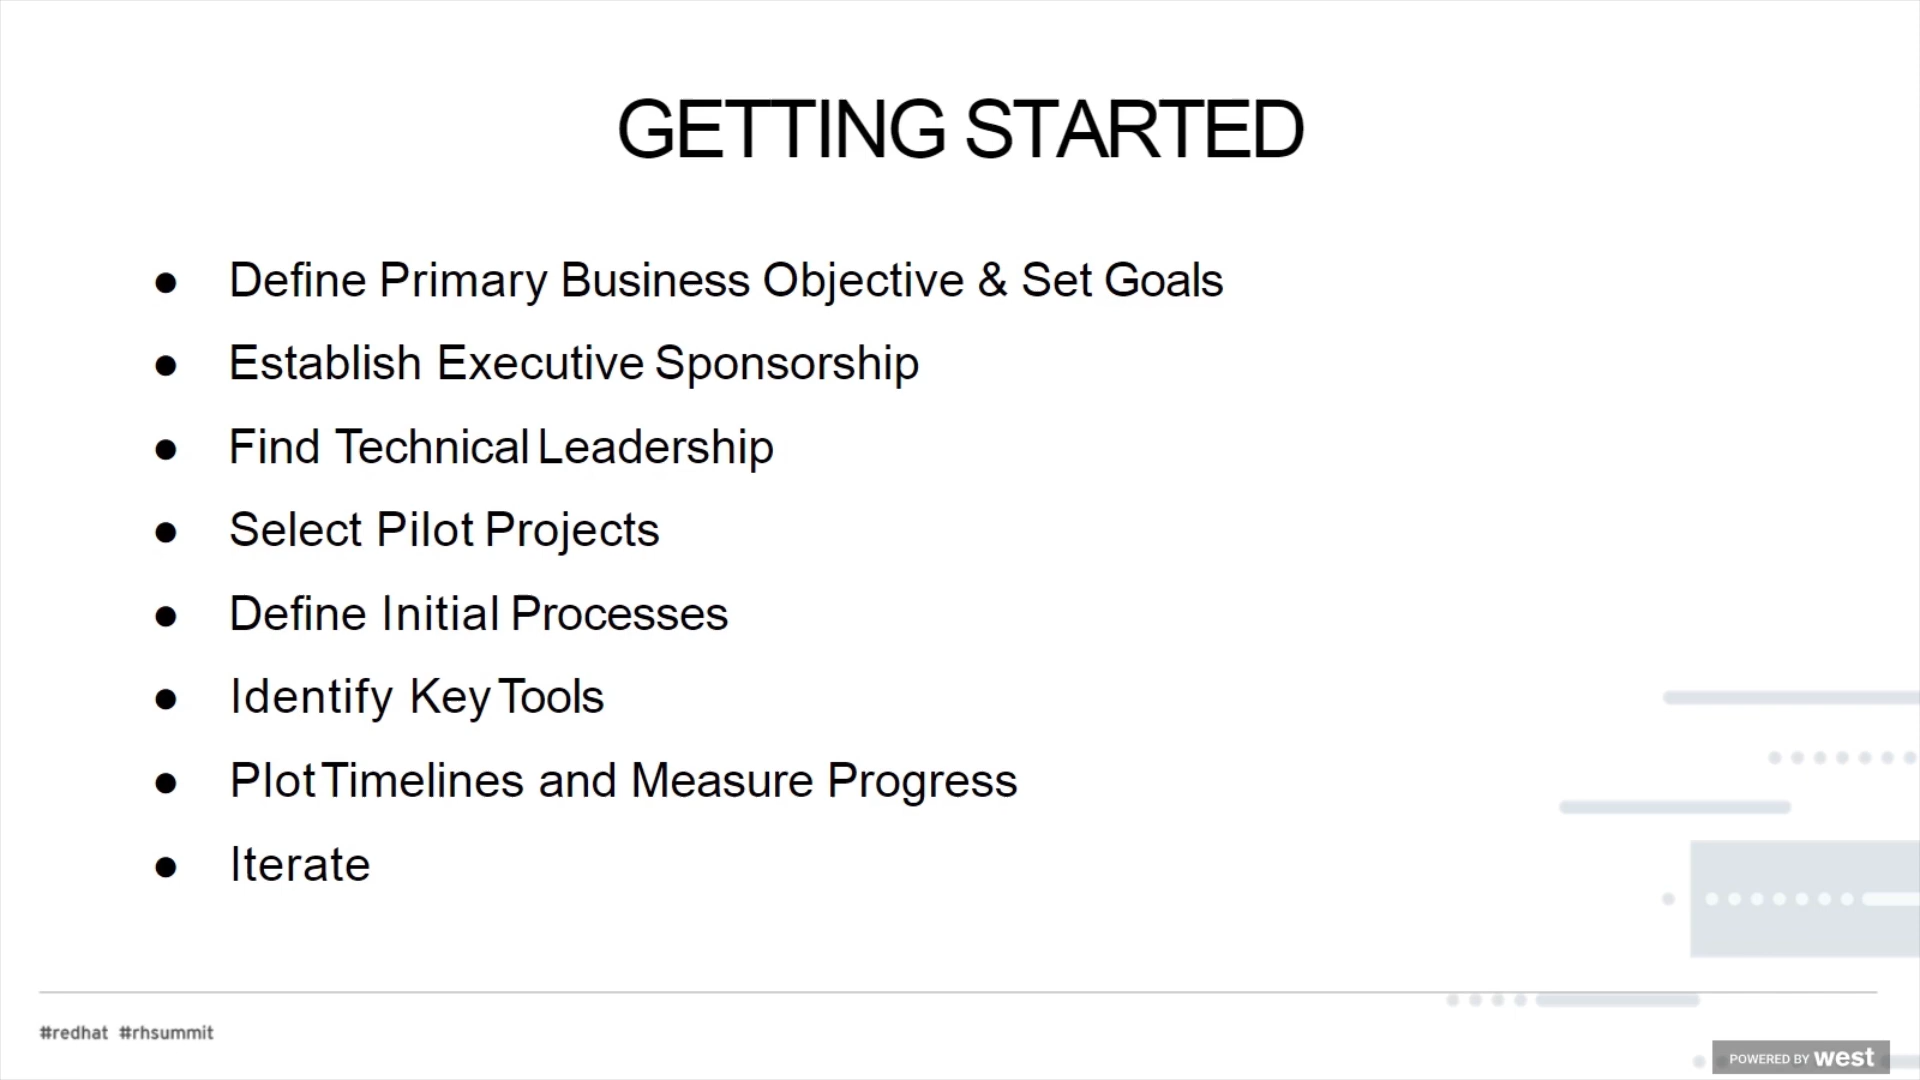 GETTING STARTED
● Define Primary Business Objective & Set Goals
● Establish Executive Sponsorship
● Find Technical Leadership
● Select Pilot Projects
● Define Initial Processes
● Identify Key Tools
● Plot Timelines and Measure Progress
● Iterate
#redhat #rhsummit
POWERED BY west